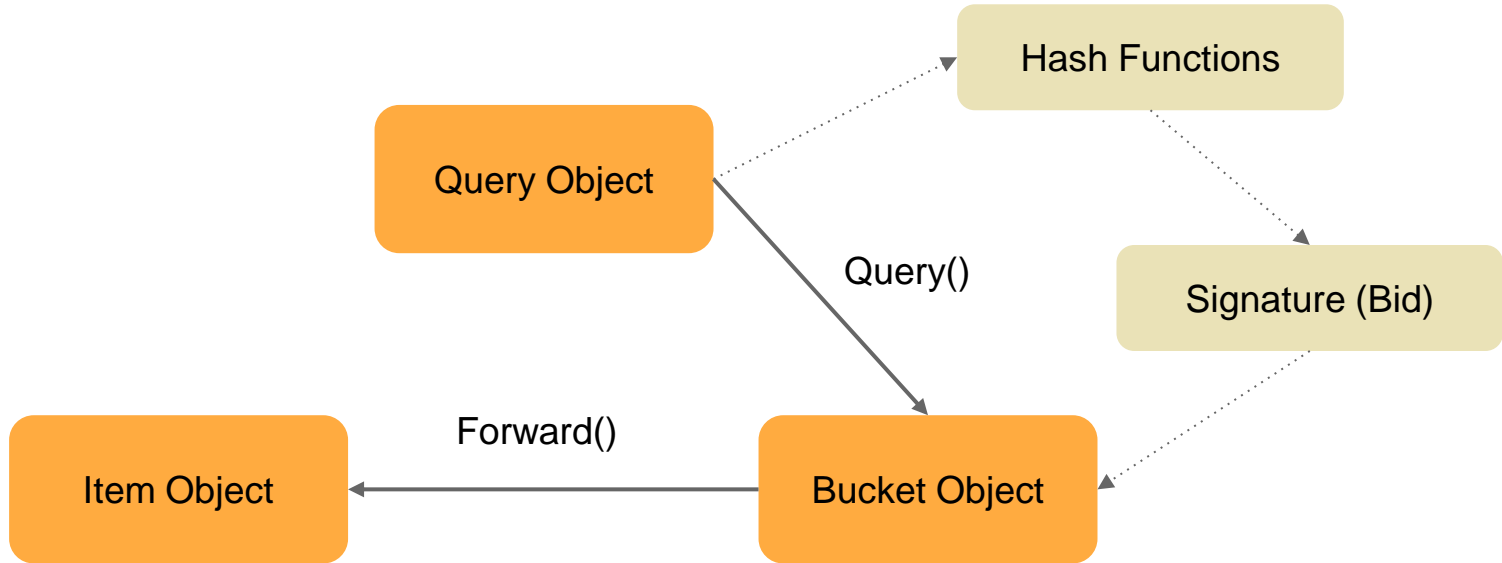 Hash Functions
Query Object
Query()
Signature (Bid)
Forward()
Item Object
Bucket Object